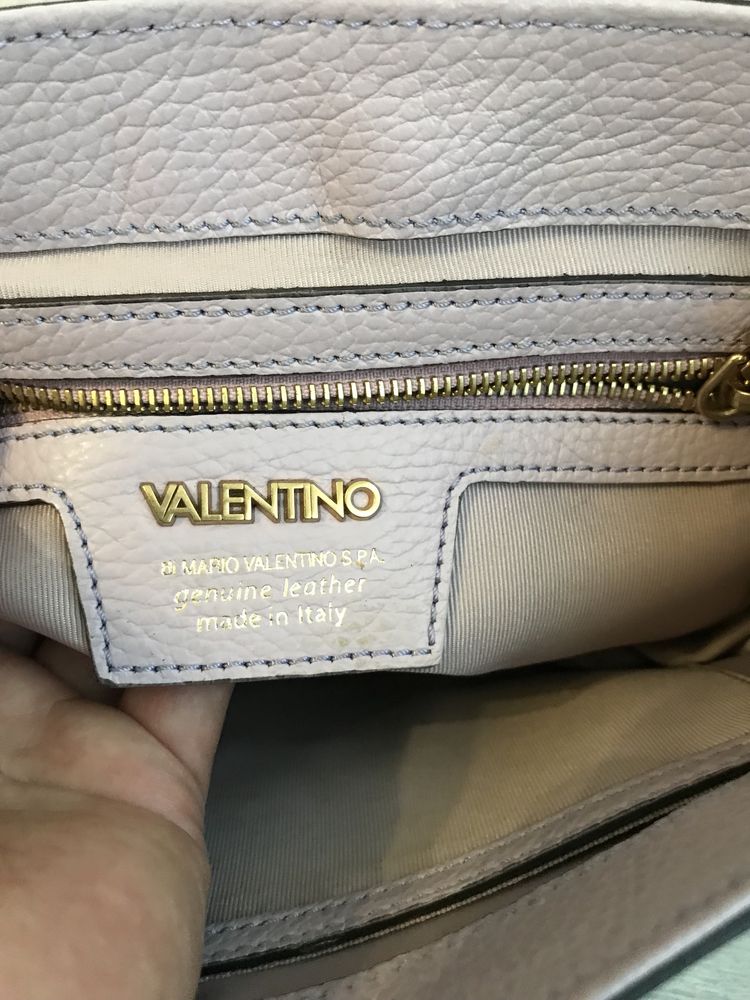 VALENTINO
di MARIO VALENTINO S.P.A.
genuine leather
made in Italy